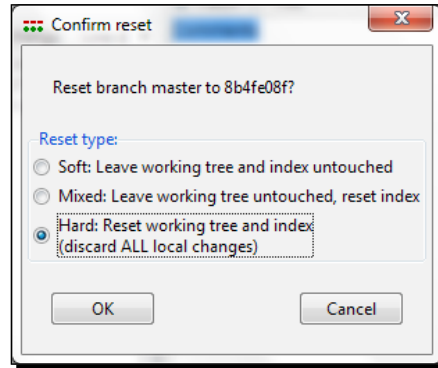 Confirm reset
Reset branch master to 8b4fe08f?
Reset type:
Soft: Leave working tree and index untouched
Mixed: Leave working tree untouched, reset index
Hard: Reset working tree and index
(discard ALL local changes)
OK
Cancel